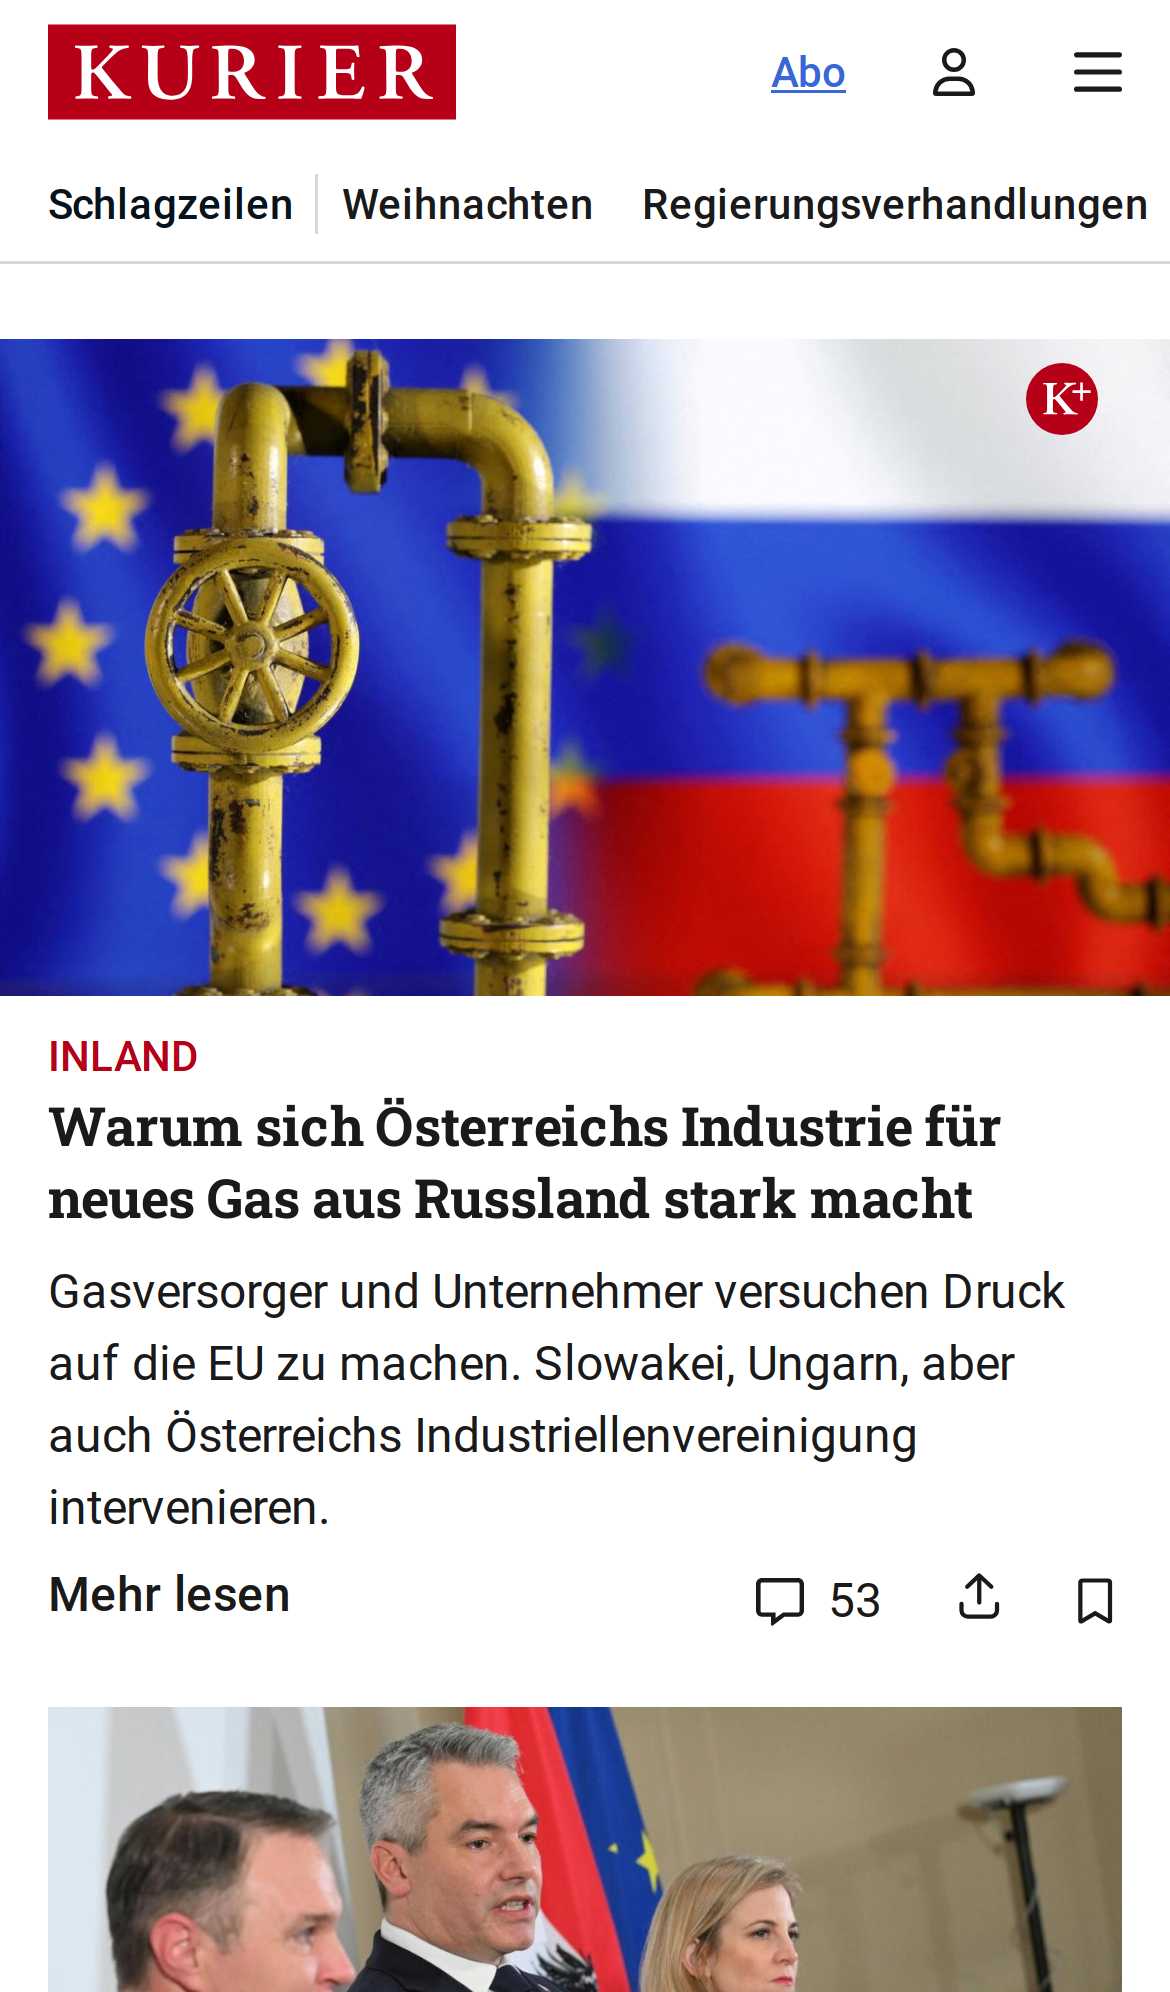 KURIER
Abo
Schlagzeilen
Weihnachten
Regierungsverhandlungen
K+
INLAND
Warum sich Österreichs Industrie für
neues Gas aus Russland stark macht
Gasversorger und Unternehmer versuchen Druck
auf die EU zu machen. Slowakei, Ungarn, aber
auch Österreichs Industriellenvereinigung
intervenieren.
Mehr lesen
53